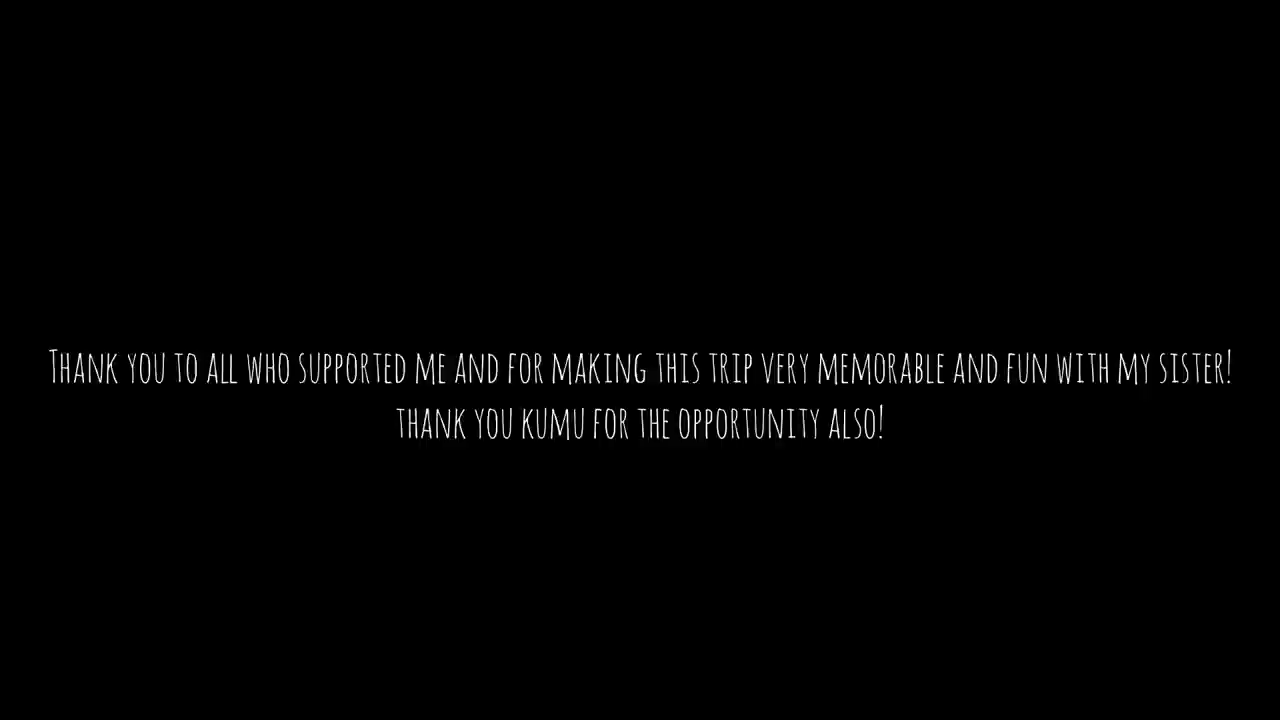 Thank you to all who supported me and for making this trip very memorable and fun with my sister!
thank you kumu for the opportunity also!